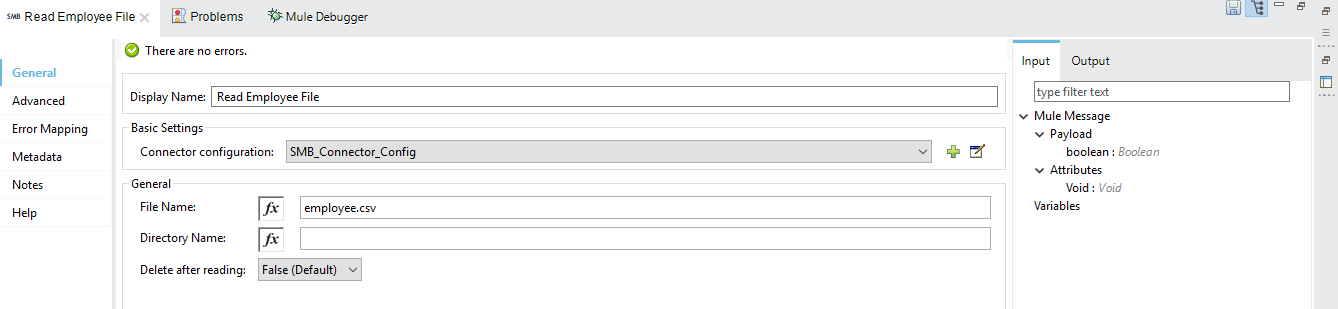 SMB Read Employee File
Problems
Mule Debugger
There are no errors.
General
Advanced
Error Mapping
Metadata
Notes
Help
Display Name: Read Employee File
Basic Settings
Connector configuration: SMB_Connector_Config
General
File Name: fx employee.csv
Directory Name: fx
Delete after reading: False (Default)
Input Output
type filter text
Mule Message
Payload
boolean : Boolean
Attributes
Void : Void
Variables